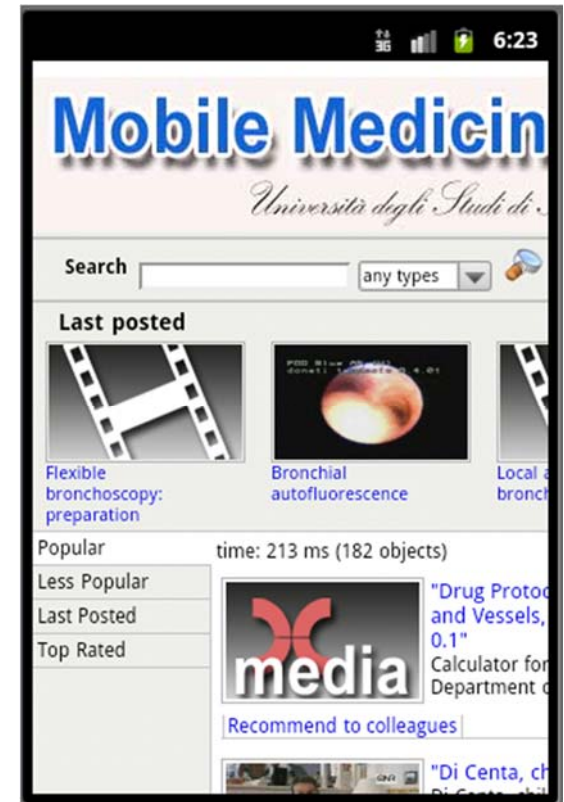 3G
6:23
Mobile Medicin
Università degli Studi di
Search
any types
Last posted
Flexible
bronchoscopy:
preparation
Bronchial
autofluorescence
Local a
bronch
Popular
Less Popular
Last Posted
Top Rated
time: 213 ms (182 objects)
media
"Drug Protoc
and Vessels,
0.1"
Calculator for
Department o
Recommend to colleagues
"Di Centa, ch